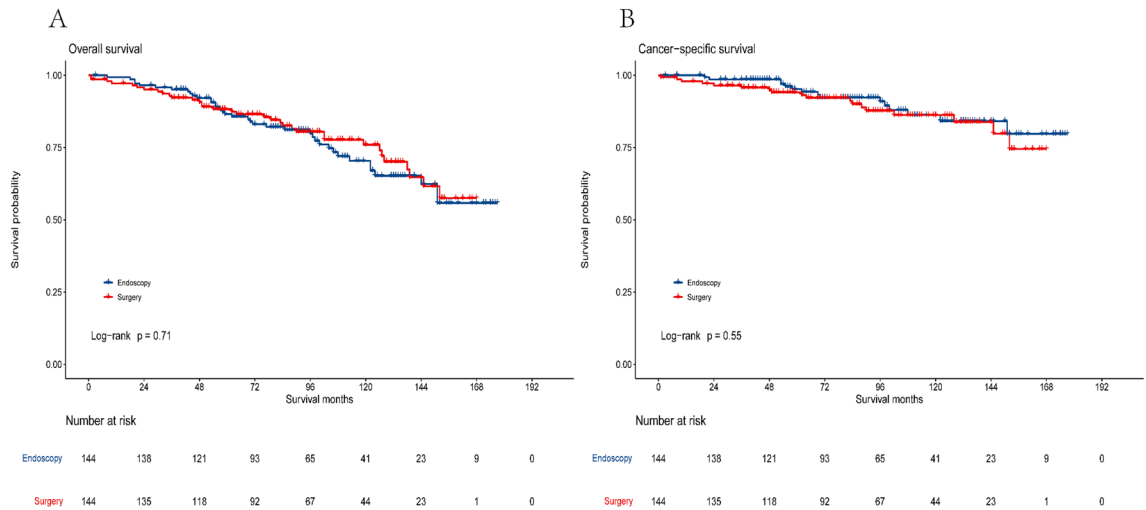 A
Overall survival
1.00
0.75
0.50
0.25
0.00
Survival probability
Endoscopy
Surgery
Log-rank p = 0.71
0 24 48 72 96 120 144 168 192
Survival months
Number at risk
Endoscopy 144 138 121 93 65 41 23 9 0
Surgery 144 135 118 92 67 44 23 1 0
B
Cancer-specific survival
1.00
0.75
0.50
0.25
0.00
Survival probability
Endoscopy
Surgery
Log-rank p = 0.55
0 24 48 72 96 120 144 168 192
Survival months
Number at risk
Endoscopy 144 138 121 93 65 41 23 9 0
Surgery 144 135 118 92 67 44 23 1 0